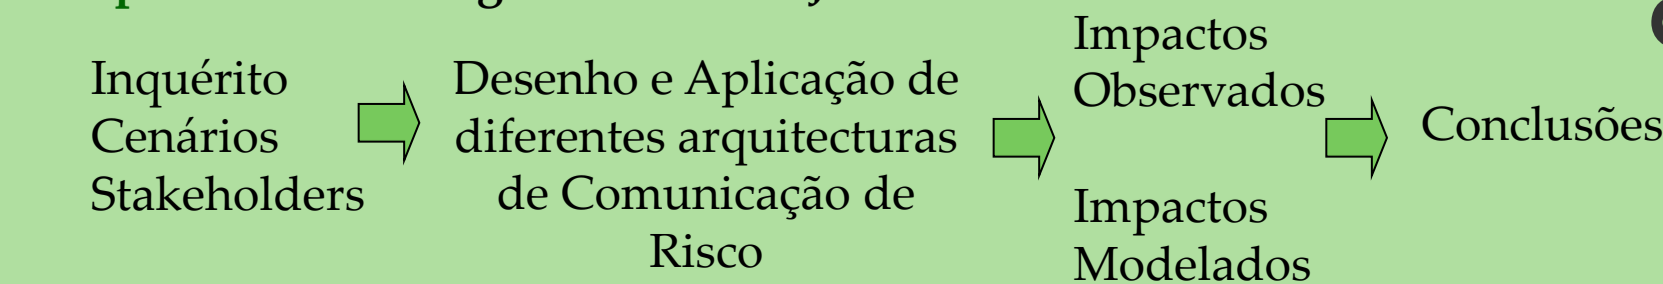 Inquérito
Cenários
Stakeholders
Desenho e Aplicação de
diferentes arquitecturas
de Comunicação de
Risco
Impactos
Observados
Impactos
Modelados
Conclusões